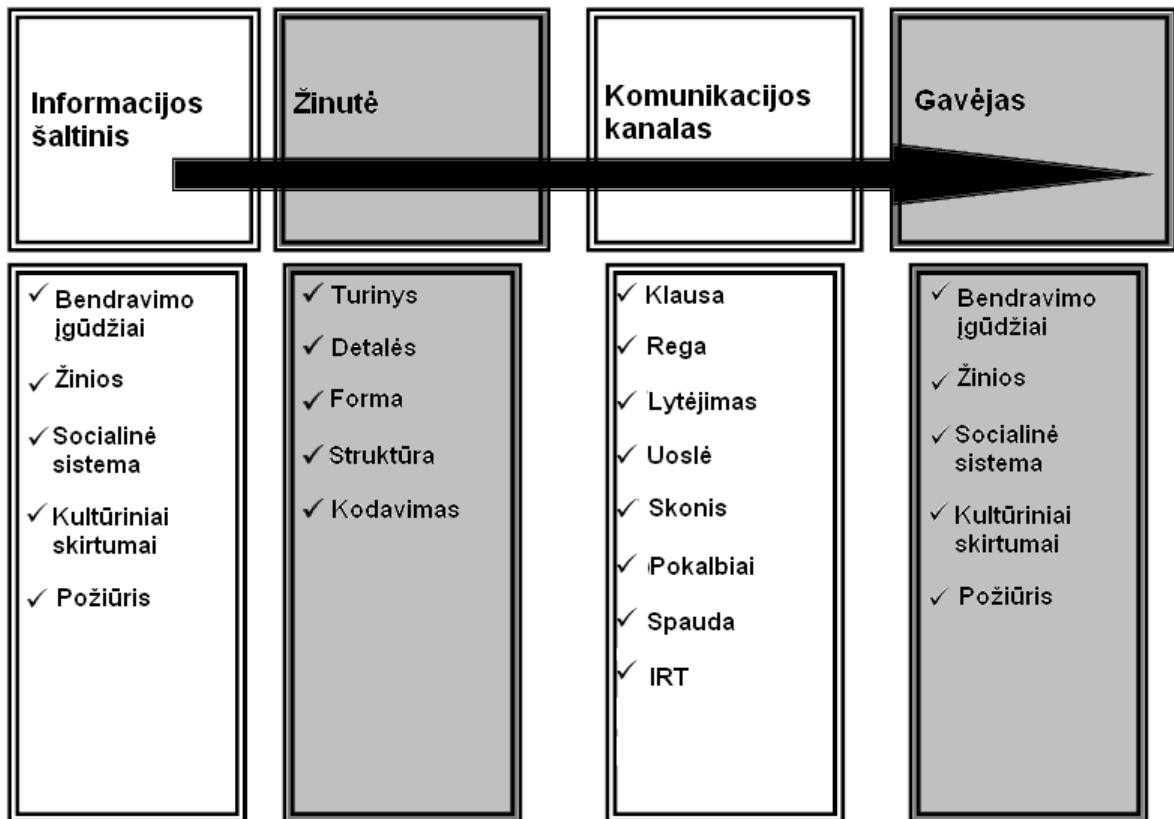 Informacijos
šaltinis
Žinutė
Komunikacijos
kanalas
Gavėjas
✓ Bendravimo
įgūdžiai
✓ Žinios
✓ Socialinė
sistema
✓ Kultūriniai
skirtumai
✓ Požiūris
✓ Turinys
✓ Detalės
✓ Forma
✓ Struktūra
✓ Kodavimas
✓ Klausa
✓ Rega
✓ Lytėjimas
✓ Uoslė
✓ Skonis
✓ Pokalbiai
✓ Spauda
✓ IRT
✓ Bendravimo
įgūdžiai
✓ Žinios
✓ Socialinė
sistema
✓ Kultūriniai
skirtumai
✓ Požiūris